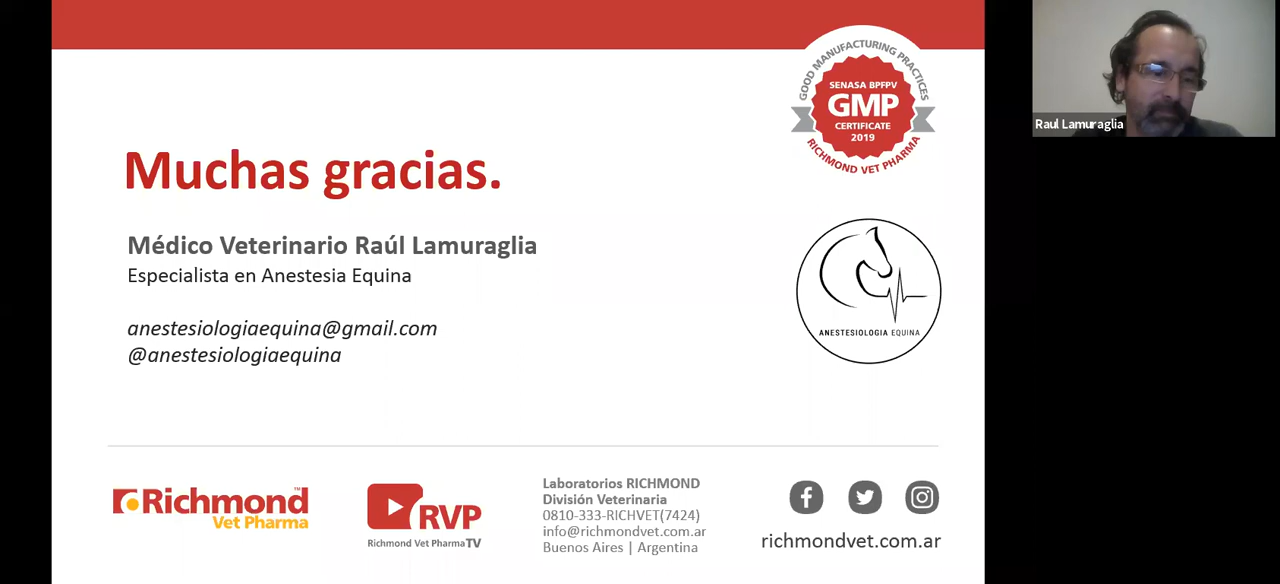 GOOD MANUFACTURING PRACTICES
SENASA BPFPV
GMP
CERTIFICATE
2019
RICHMOND VET PHARMA
Raul Lamuraglia
Muchas gracias.
Médico Veterinario Raúl Lamuraglia
Especialista en Anestesia Equina
anestesiologiaequina@gmail.com
@anestesiologiaequina
ANESTESIOLOGIA EQUINA
Richmond™
Vet Pharma
RVP
Richmond Vet Pharma TV
Laboratorios RICHMOND
División Veterinaria
0810-333-RICHVET(7424)
info@richmondvet.com.ar
Buenos Aires | Argentina
richmondvet.com.ar